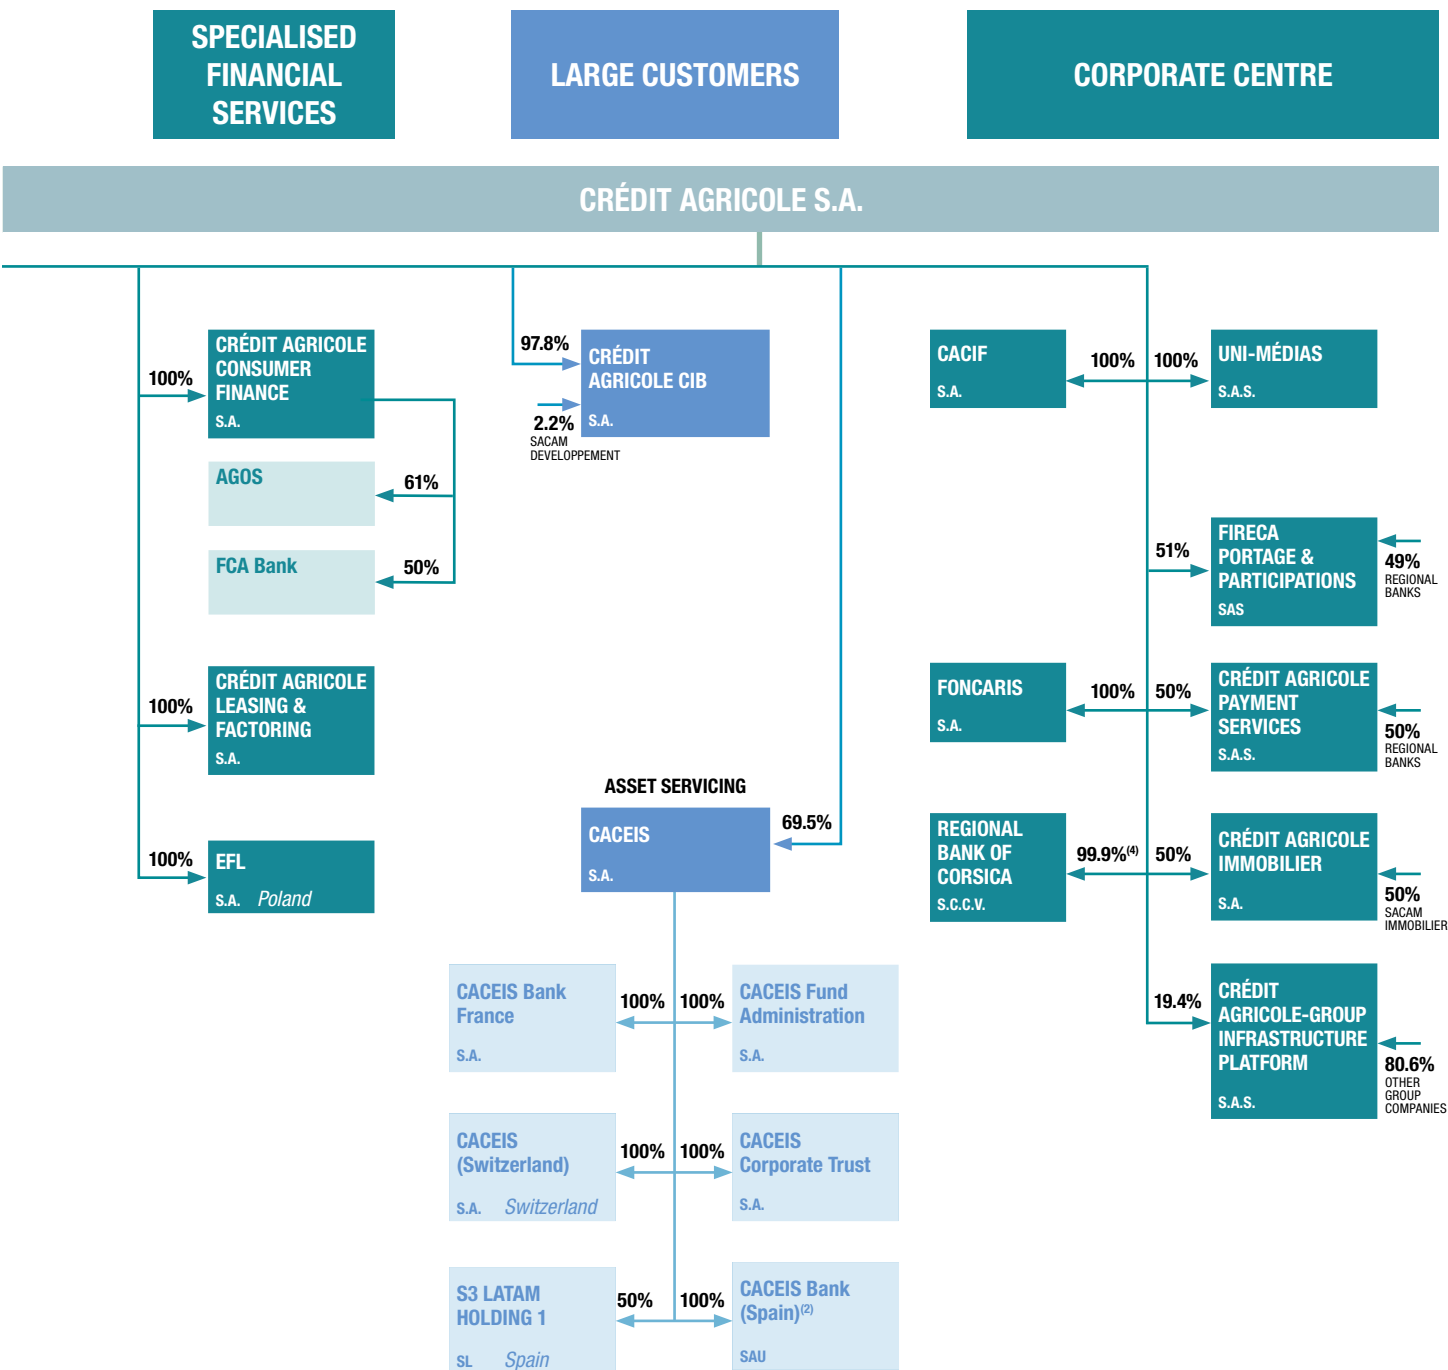 SPECIALISED
FINANCIAL
SERVICES
LARGE CUSTOMERS
CORPORATE CENTRE
CRÉDIT AGRICOLE S.A.
100%
CRÉDIT AGRICOLE
CONSUMER
FINANCE
S.A.
AGOS
61%
FCA Bank
50%
100%
CRÉDIT AGRICOLE
LEASING &
FACTORING
S.A.
100%
EFL
S.A. Poland
97.8%
CRÉDIT
AGRICOLE CIB
S.A.
2.2%
SACAM
DEVELOPPEMENT
ASSET SERVICING
CACEIS
S.A.
69.5%
CACEIS Bank
France
S.A.
100% 100%
CACEIS Fund
Administration
S.A.
CACEIS
(Switzerland)
S.A. Switzerland
100% 100%
CACEIS
Corporate Trust
S.A.
S3 LATAM
HOLDING 1
SL Spain
50% 100%
CACEIS Bank
(Spain)(2)
SAU
CACIF
S.A.
100% 100%
UNI-MÉDIAS
S.A.S.
51%
FIRECA
PORTAGE &
PARTICIPATIONS
SAS
49%
REGIONAL
BANKS
FONCARIS
S.A.
100% 50%
CRÉDIT AGRICOLE
PAYMENT
SERVICES
S.A.S.
50%
REGIONAL
BANKS
REGIONAL
BANK OF
CORSICA
S.C.C.V.
99.9%(4) 50%
CRÉDIT AGRICOLE
IMMOBILIER
S.A.
50%
SACAM
IMMOBILIER
19.4%
CRÉDIT
AGRICOLE-GROUP
INFRASTRUCTURE
PLATFORM
S.A.S.
80.6%
OTHER
GROUP
COMPANIES